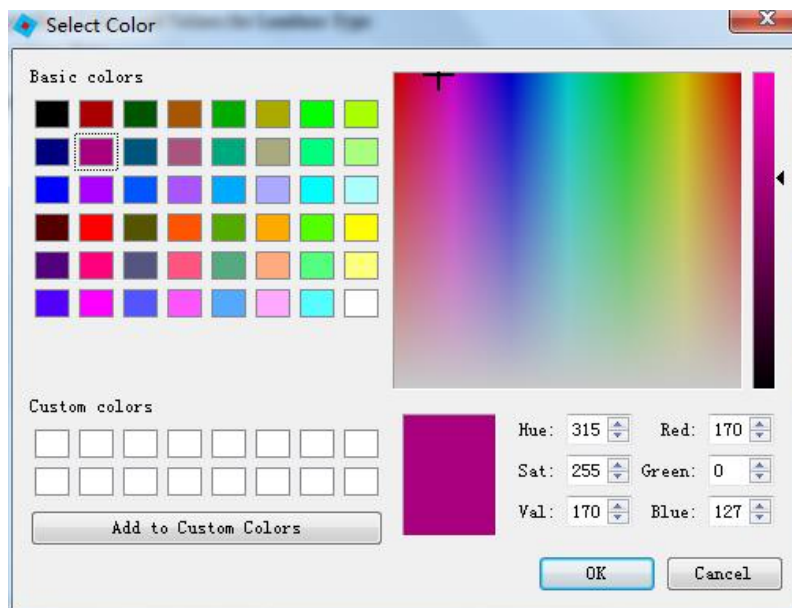 Select Color
Basic colors
Custom colors
Add to Custom Colors
Hue: 315 Red: 170
Sat: 255 Green: 0
Val: 170 Blue: 127
OK Cancel